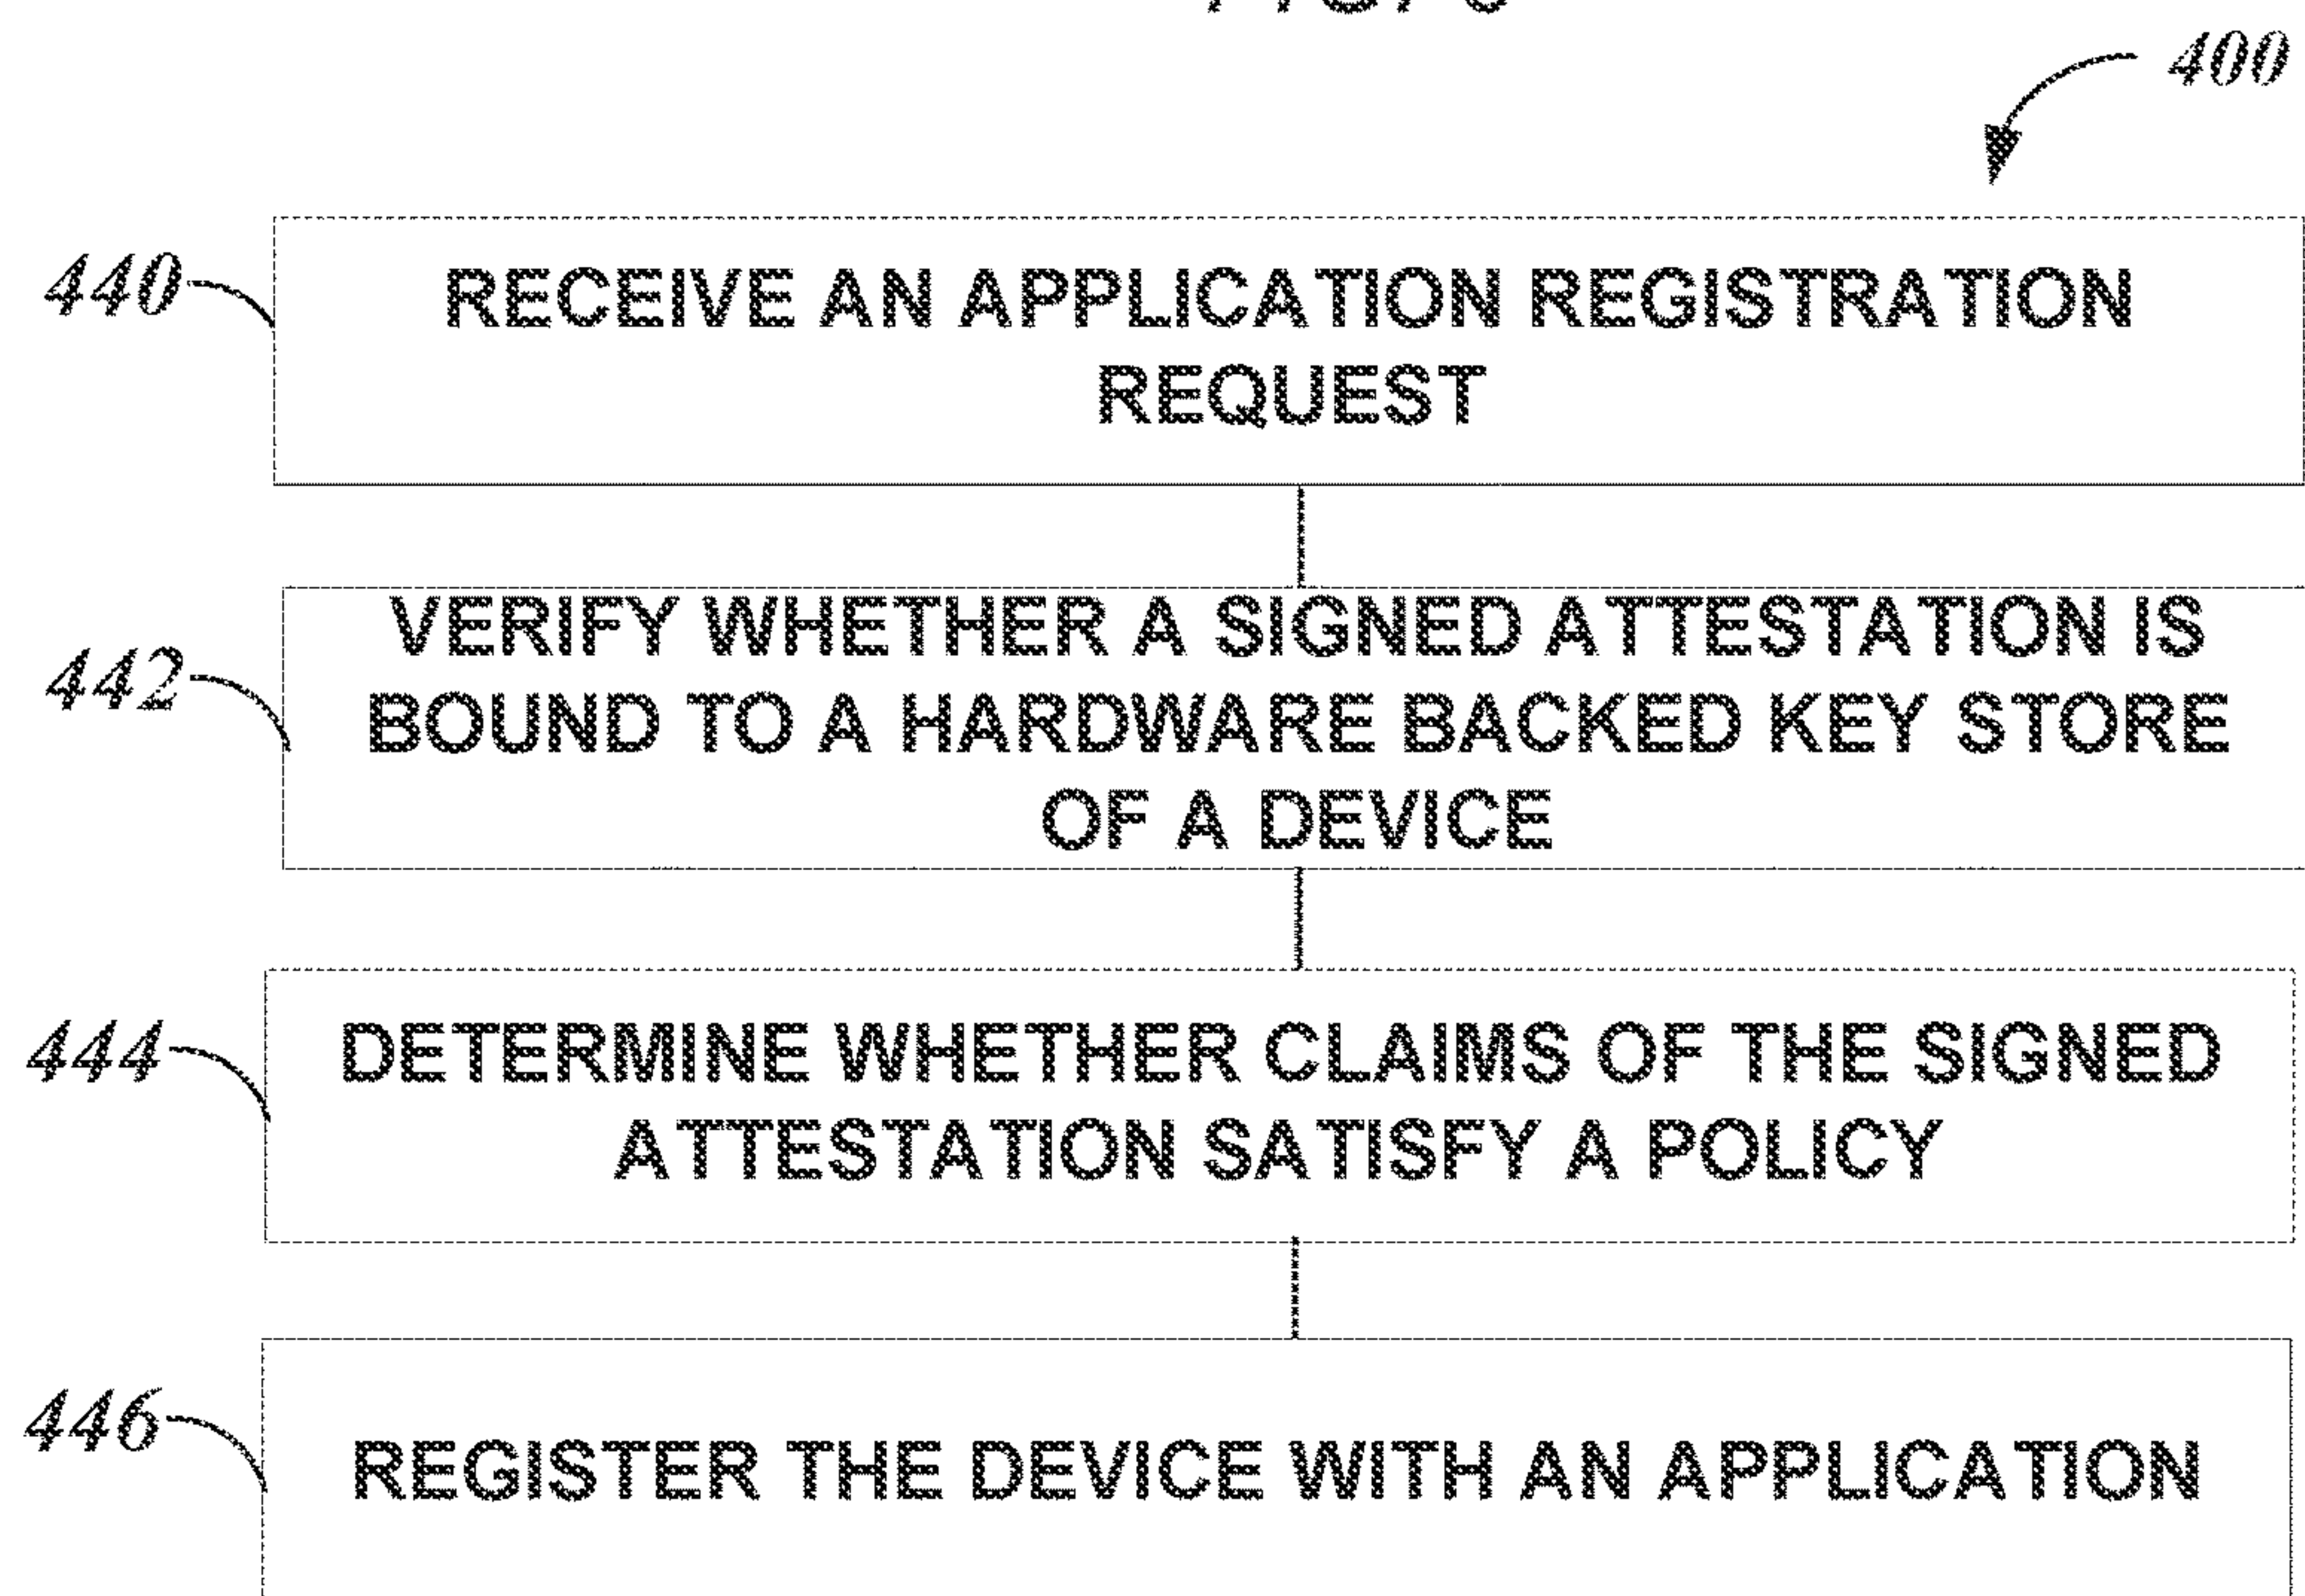 400
440
RECEIVE AN APPLICATION REGISTRATION
REQUEST
442
VERIFY WHETHER A SIGNED ATTESTATION IS
BOUND TO A HARDWARE BACKED KEY STORE
OF A DEVICE
444
DETERMINE WHETHER CLAIMS OF THE SIGNED
ATTESTATION SATISFY A POLICY
446
REGISTER THE DEVICE WITH AN APPLICATION